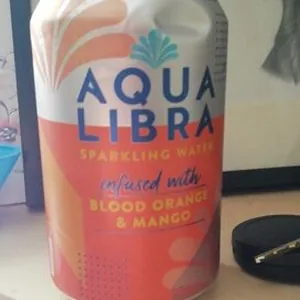 AQUA
LIBRA
SPARKLING WATER
infused with
BLOOD ORANGE
& MANGO